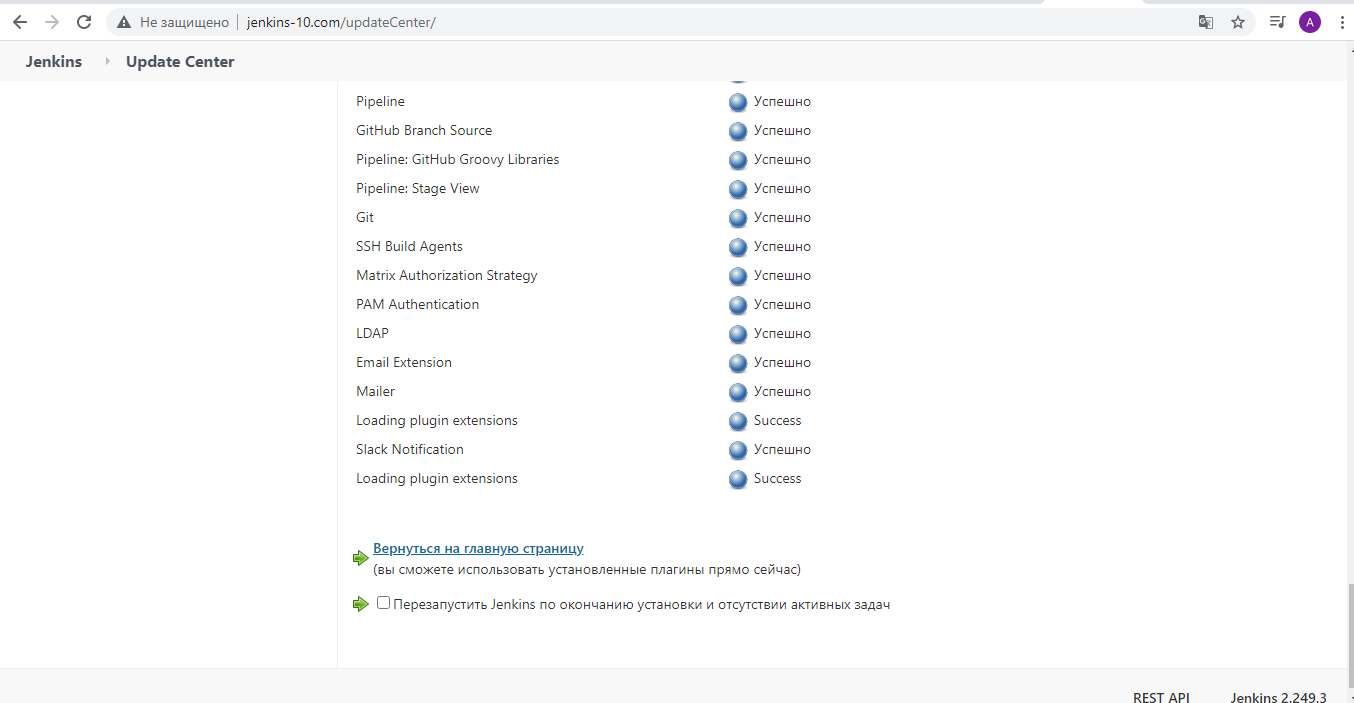 Не защищено jenkins-10.com/updateCenter/ A
Jenkins Update Center
Pipeline Успешно
GitHub Branch Source Успешно
Pipeline: GitHub Groovy Libraries Успешно
Pipeline: Stage View Успешно
Git Успешно
SSH Build Agents Успешно
Matrix Authorization Strategy Успешно
PAM Authentication Успешно
LDAP Успешно
Email Extension Успешно
Mailer Успешно
Loading plugin extensions Success
Slack Notification Успешно
Loading plugin extensions Success
Вернуться на главную страницу
(вы сможете использовать установленные плагины прямо сейчас)
Перезапустить Jenkins по окончанию установки и отсутствии активных задач
REST API Jenkins 2.249.3